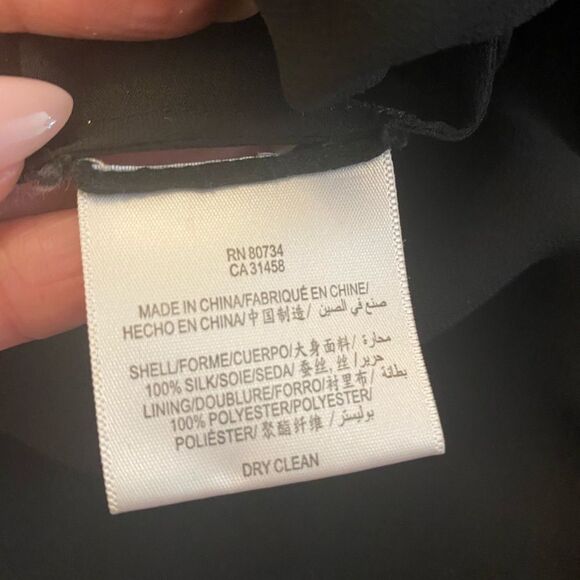 RN 80734
CA 31458
MADE IN CHINA/FABRIQUÉ EN CHINE/
HECHO EN CHINA/中国制造/ صنع في الصين/
SHELL/FORME/CUERPO/大身面料/ محارة/
100% SILK/SOIE/SEDA/蚕丝, 丝/ حرير/
LINING/DOUBLURE/FORRO/衬里布/ بطانة/
100% POLYESTER/POLYESTER/
POLIÉSTER/聚酯纤维/ بوليستر/
DRY CLEAN